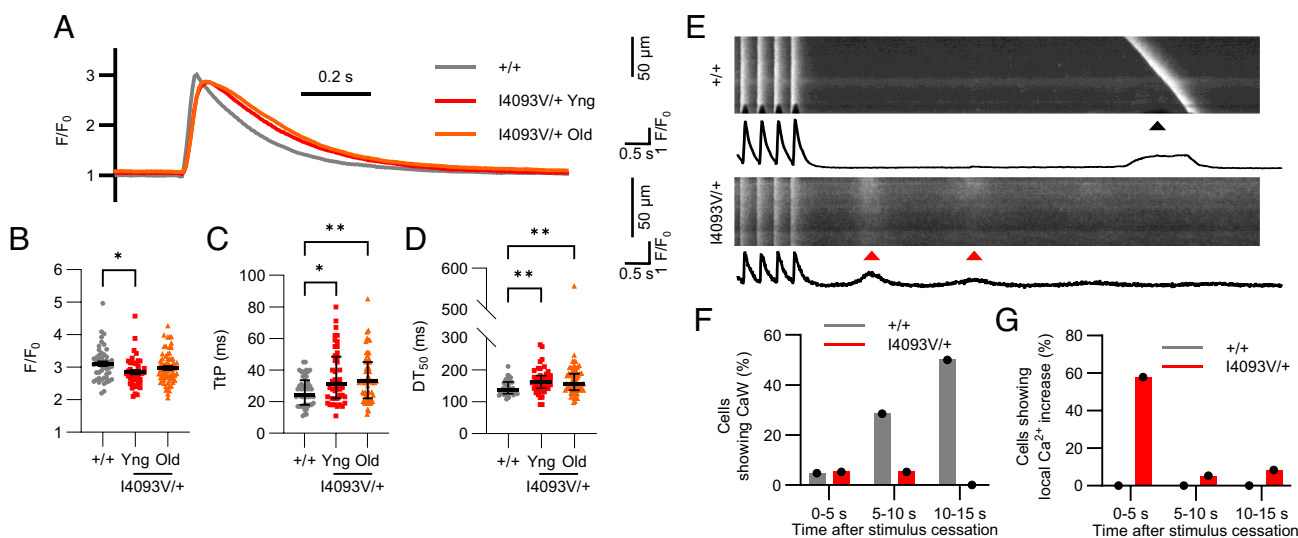 A
F/F0
3
2
1
0.2 s
+/+
I4093V/+ Yng
I4093V/+ Old
B
F/F0
6
5
4
3
2
1
*
+/+ Yng Old
I4093V/+
C
TtP (ms)
100
80
60
40
20
0
*
**
+/+ Yng Old
I4093V/+
D
DT50 (ms)
600
500
300
200
100
0
**
**
+/+ Yng Old
I4093V/+
E
50 µm
+/+
1 F/F0
0.5 s
50 µm
I4093V/+
1 F/F0
0.5 s
F
Cells
showing CaW (%)
60
40
20
0
+/+
I4093V/+
0-5 s 5-10 s 10-15 s
Time after stimulus cessation
G
Cells showing
local Ca2+ increase (%)
80
60
40
20
0
+/+
I4093V/+
0-5 s 5-10 s 10-15 s
Time after stimulus cessation